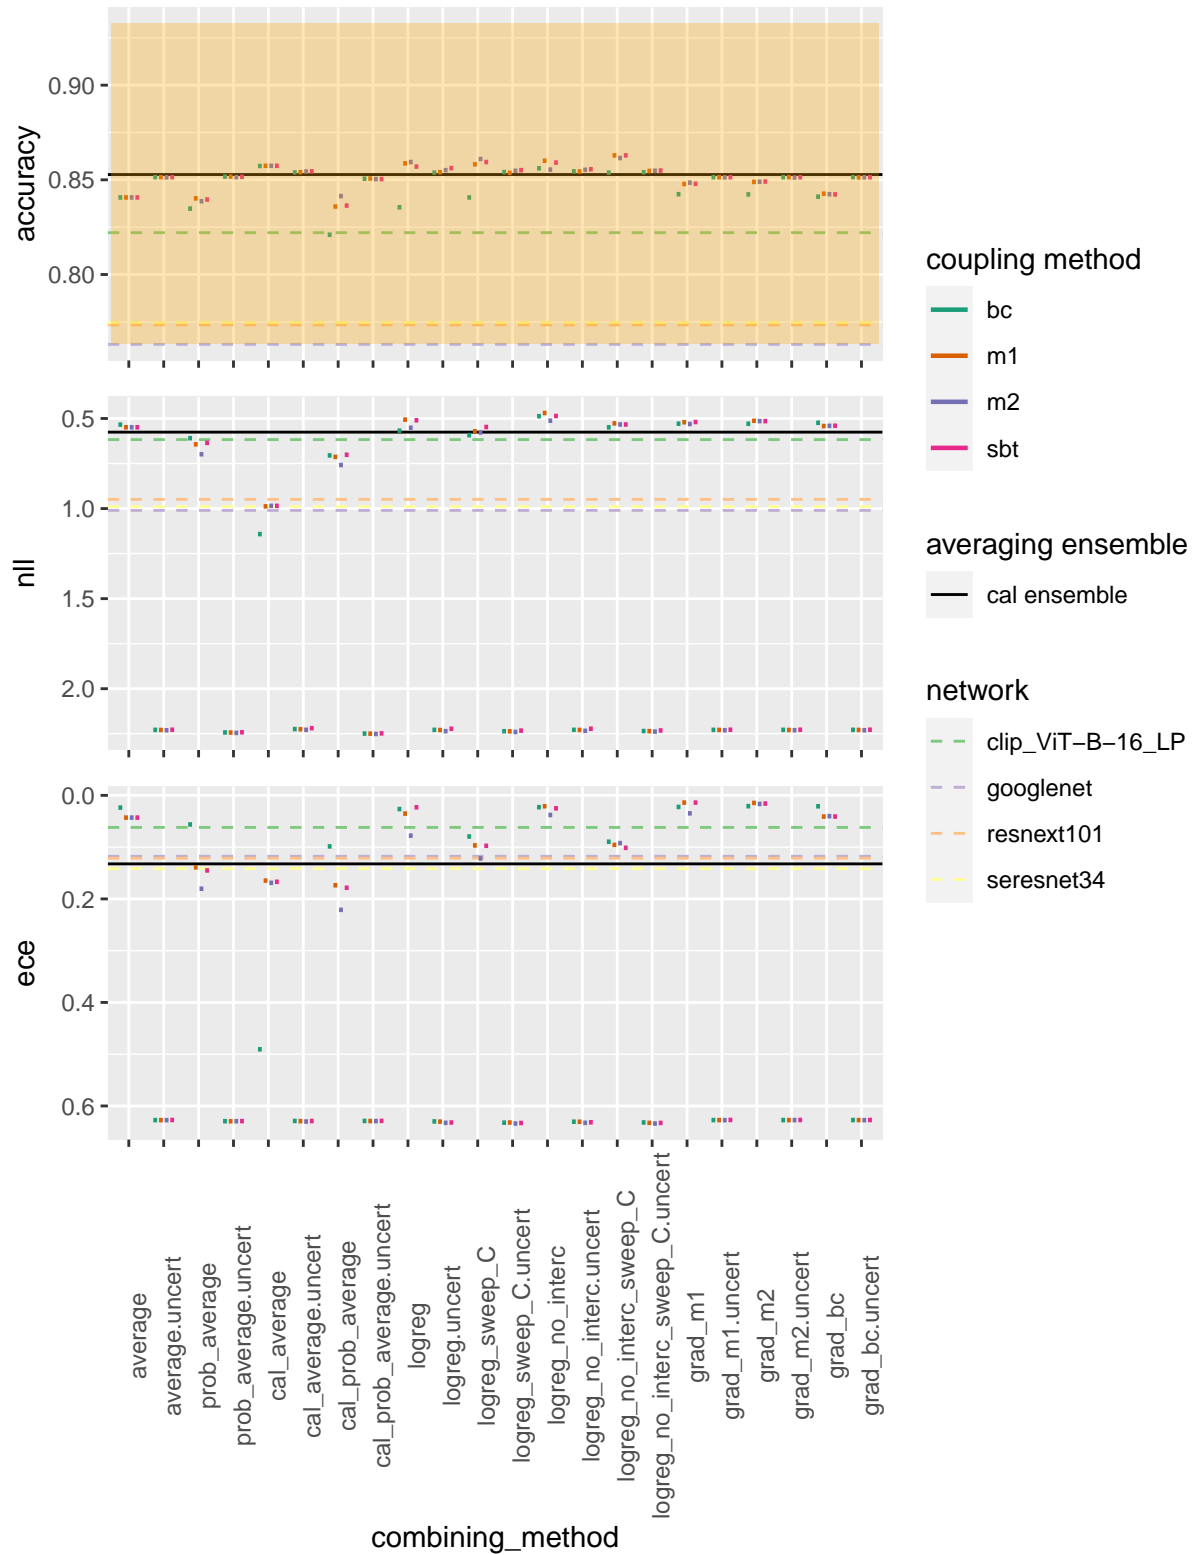 accuracy
0.90
0.85
0.80
nll
0.5
1.0
1.5
2.0
ece
0.0
0.2
0.4
0.6
average
average.uncert
prob_average
prob_average.uncert
cal_average
cal_average.uncert
cal_prob_average
cal_prob_average.uncert
logreg
logreg.uncert
logreg_sweep_C
logreg_sweep_C.uncert
logreg_no_interc
logreg_no_interc.uncert
logreg_no_interc_sweep_C
logreg_no_interc_sweep_C.uncert
grad_m1
grad_m1.uncert
grad_m2
grad_m2.uncert
grad_bc
grad_bc.uncert
combining_method
coupling method
bc
m1
m2
sbt
averaging ensemble
cal ensemble
network
clip_ViT−B−16_LP
googlenet
resnext101
seresnet34